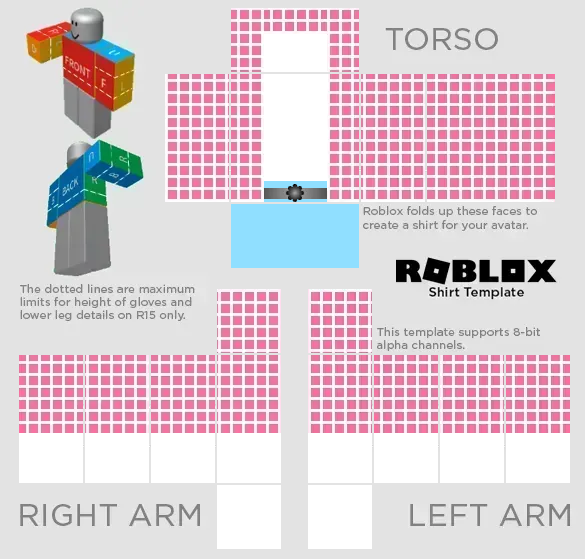 TORSO
FRONT
F
L
U
BACK
R
B
R
Roblox folds up these faces to
create a shirt for your avatar.
ROBLOX
Shirt Template
The dotted lines are maximum
limits for height of gloves and
lower leg details on R15 only.
This template supports 8-bit
alpha channels.
RIGHT ARM
LEFT ARM